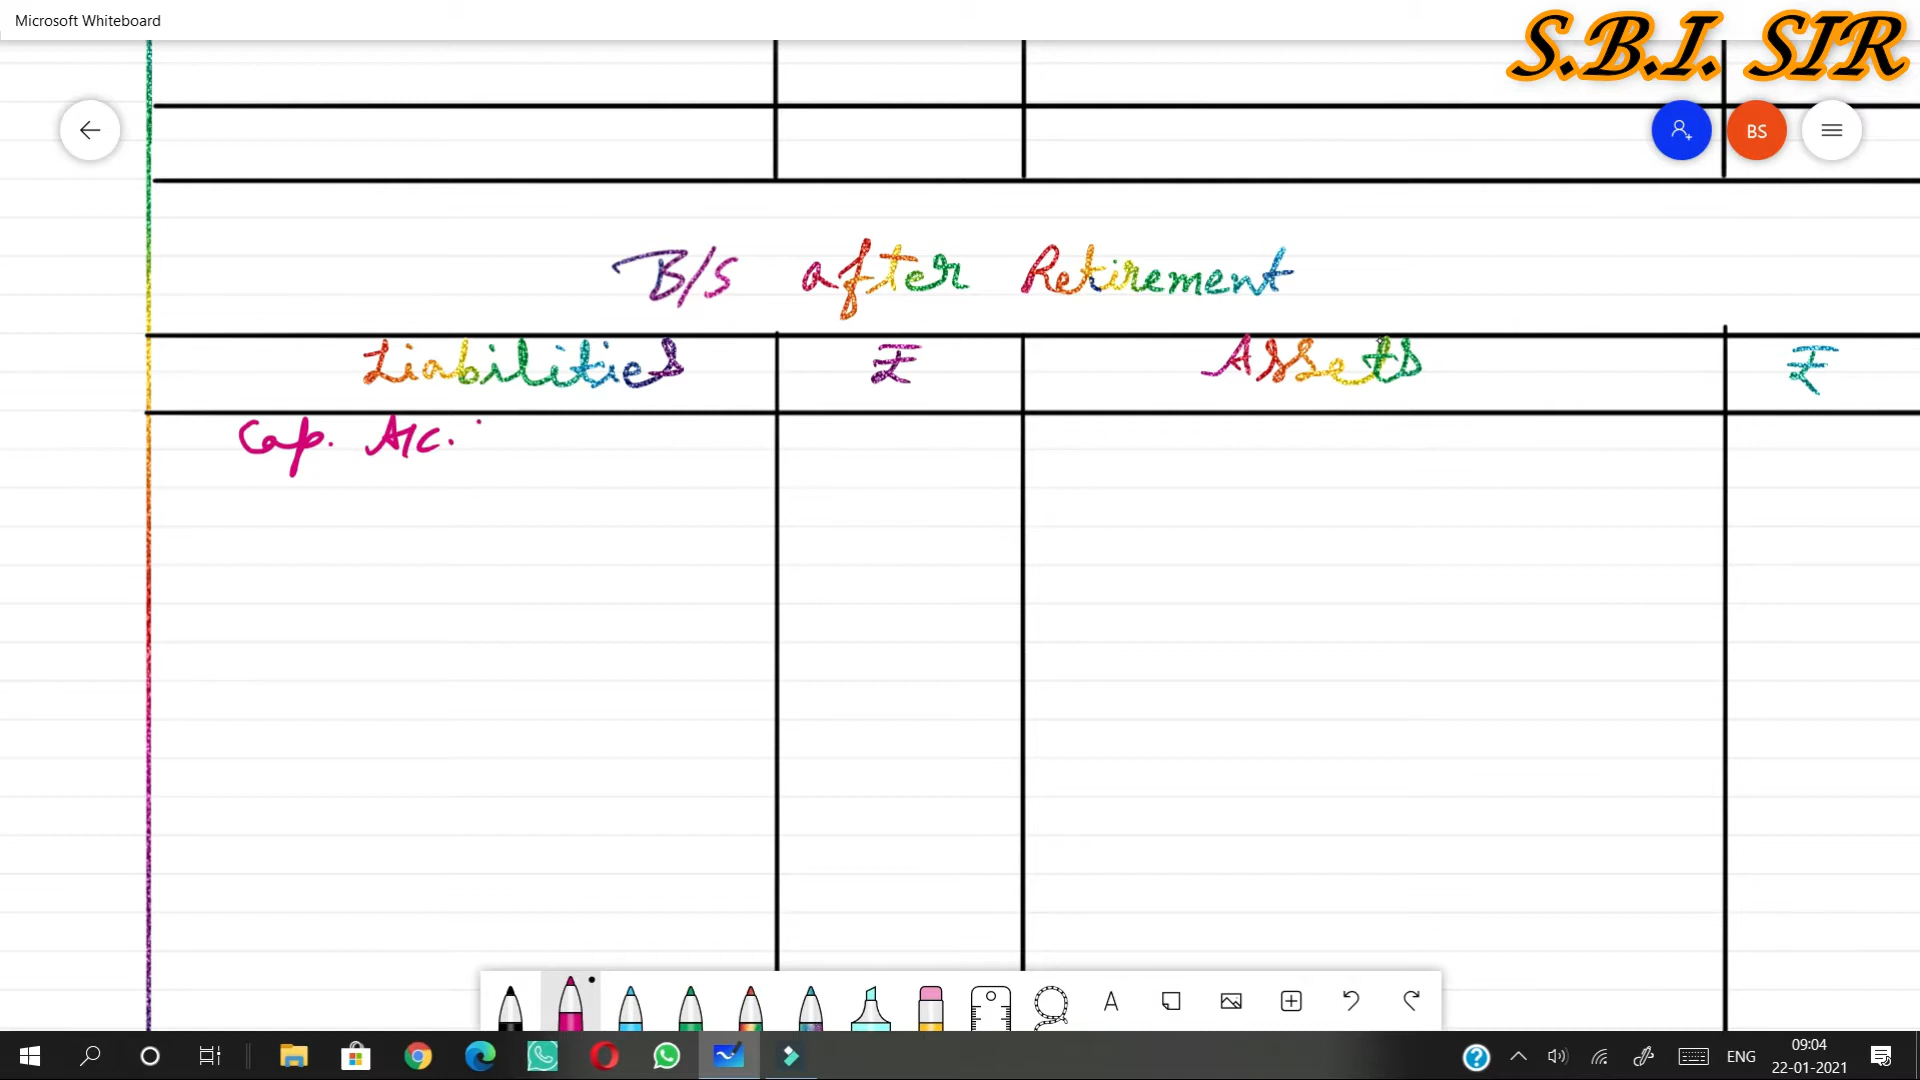 Microsoft Whiteboard
S.B.I. SIR
BS
B/S after Retirement
Liabilities ₹ Assets ₹
Cap. A/c.
A
ENG
09:04
22-01-2021